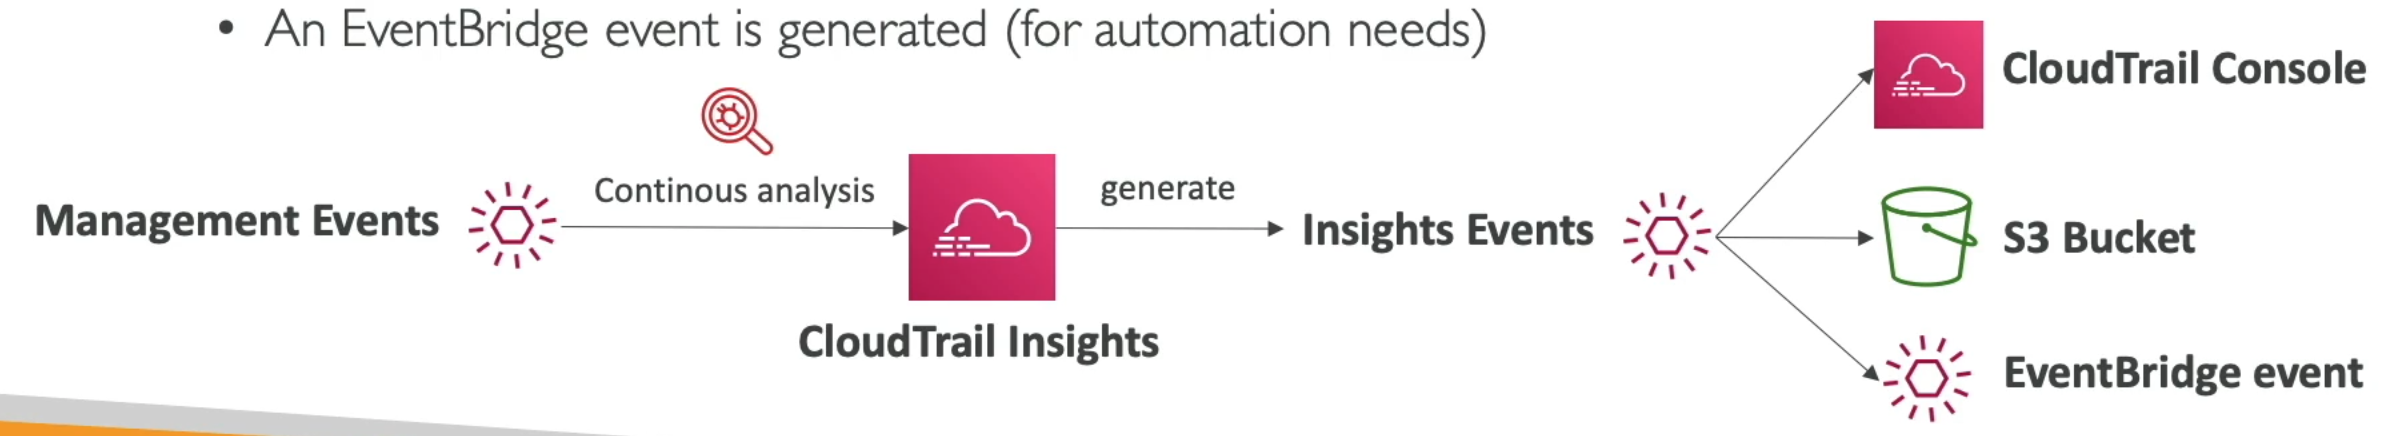 • An EventBridge event is generated (for automation needs)
CloudTrail Console
Continous analysis
generate
Management Events
Insights Events
S3 Bucket
CloudTrail Insights
EventBridge event